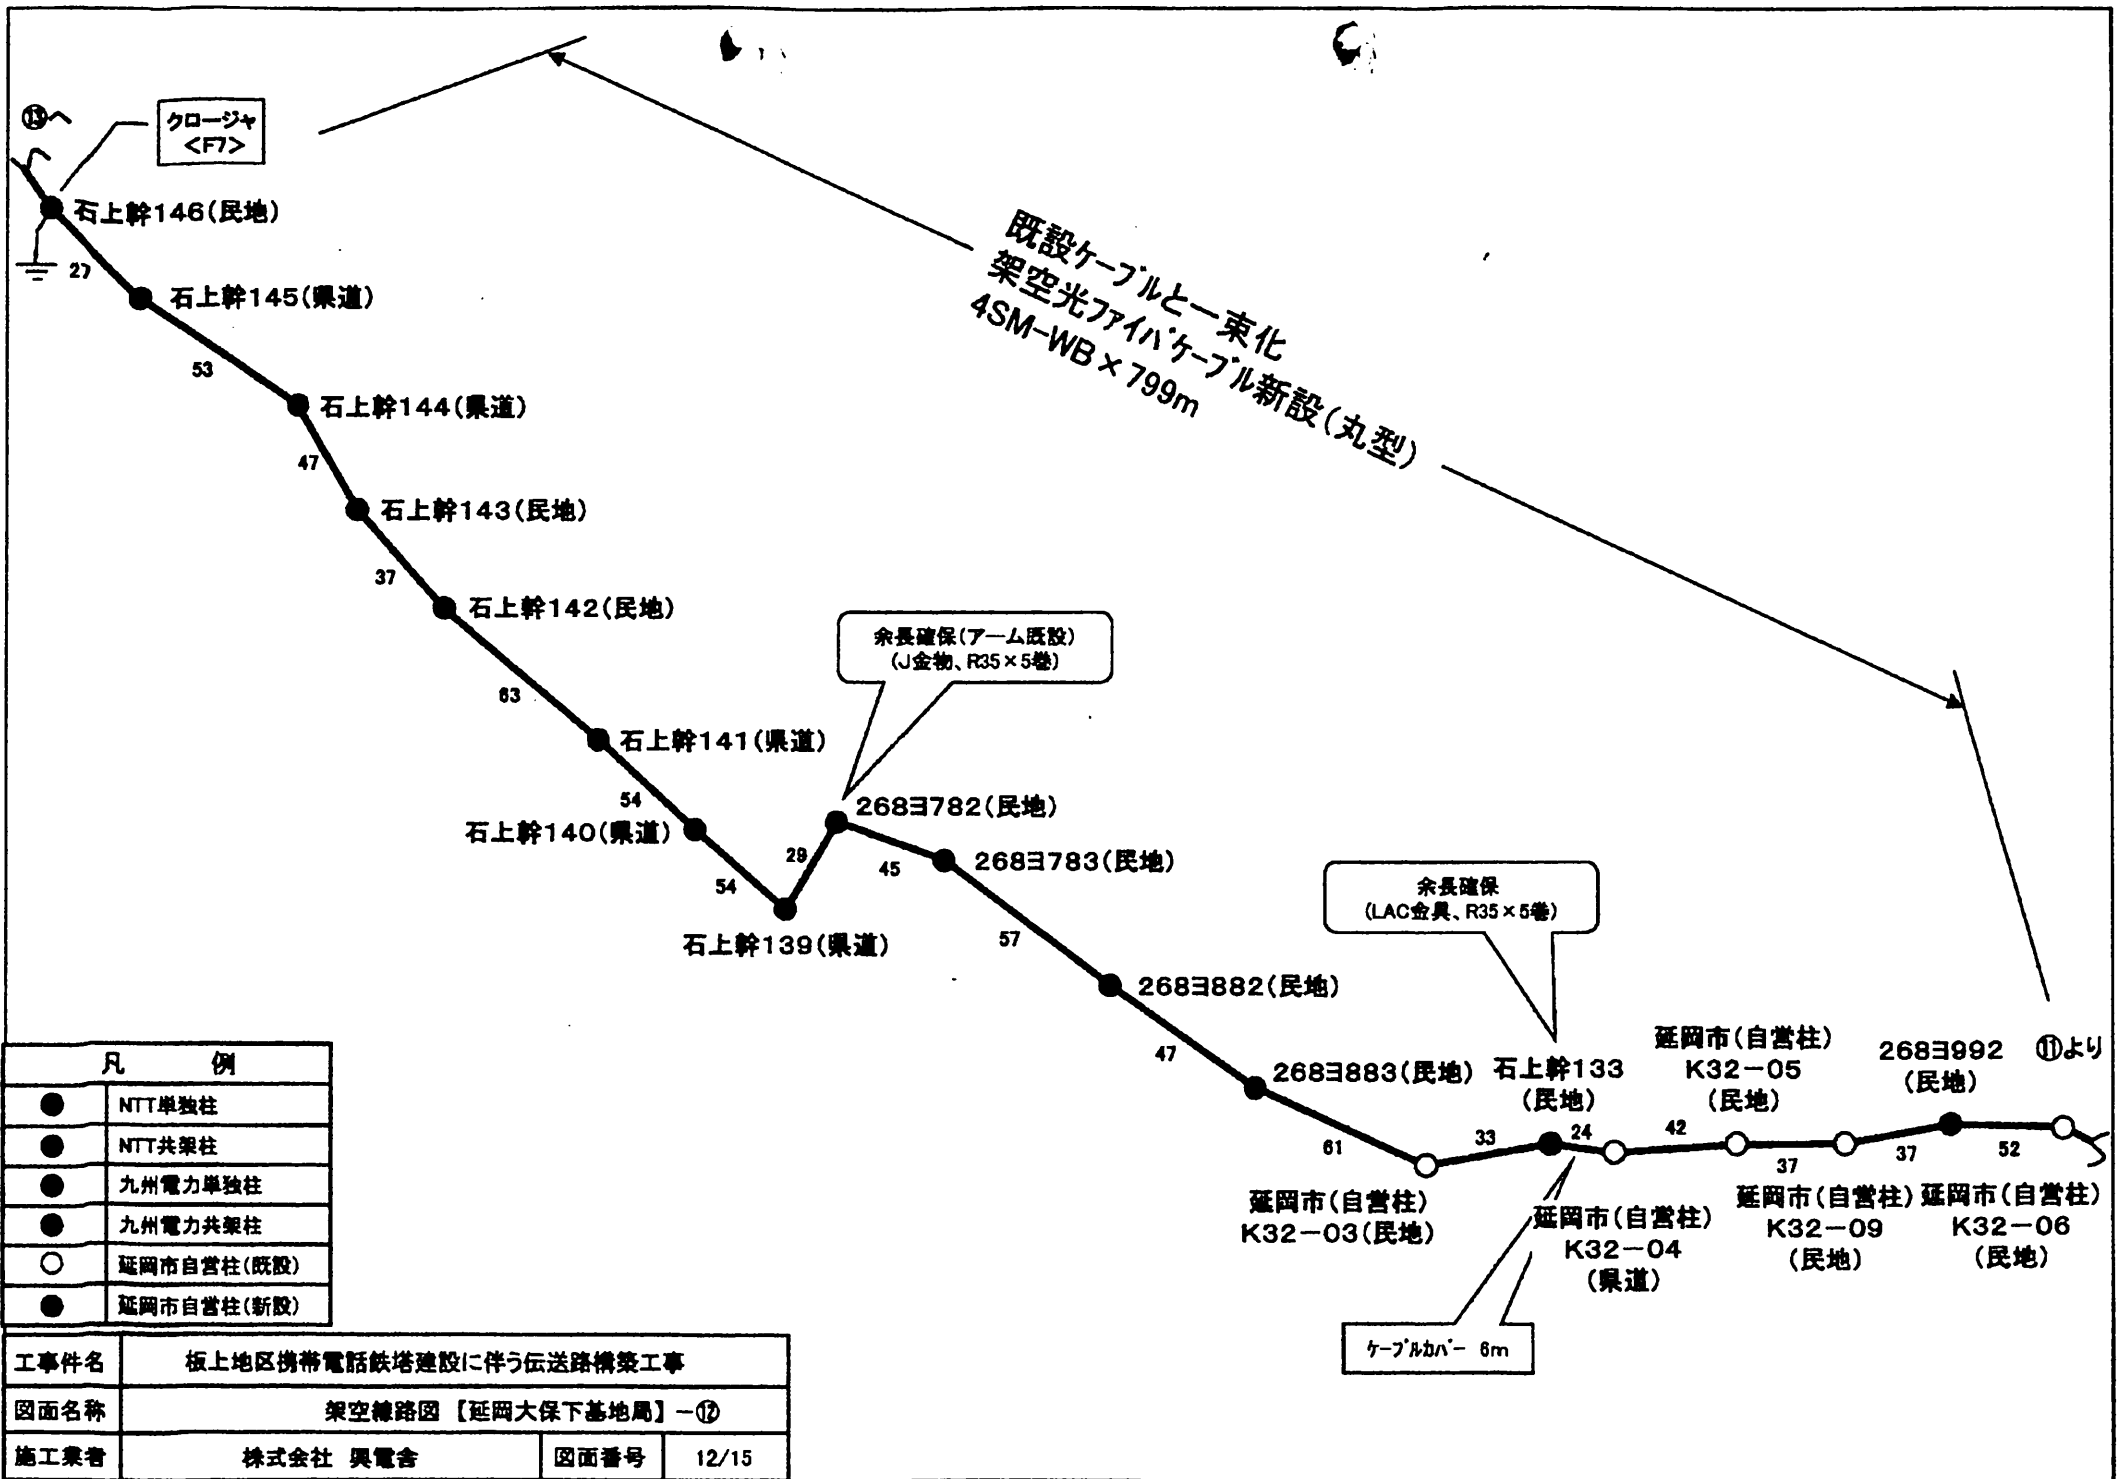 ⑬へ
クロージャ
<F7>
石上幹146(民地)
27
石上幹145(県道)
53
石上幹144(県道)
47
石上幹143(民地)
37
石上幹142(民地)
63
石上幹141(県道)
54
石上幹140(県道)
54
石上幹139(県道)
29
既設ケーブルと一束化
架空光ファイバケーブル新設(丸型)
4SM-WB×799m
余長確保(アーム既設)
(J金物、R35×5巻)
268ヨ782(民地)
45
268ヨ783(民地)
57
268ヨ882(民地)
47
268ヨ883(民地)
61
延岡市(自営柱)
K32-03(民地)
33
余長確保
(LAC金具、R35×5巻)
石上幹133
(民地)
24
延岡市(自営柱)
K32-04
(県道)
ケーブルカバー 6m
42
延岡市(自営柱)
K32-05
(民地)
37
延岡市(自営柱)
K32-09
(民地)
37
268ヨ992
(民地)
52
延岡市(自営柱)
K32-06
(民地)
⑪より
凡 例
NTT単独柱
NTT共架柱
九州電力単独柱
九州電力共架柱
延岡市自営柱(既設)
延岡市自営柱(新設)
工事件名 板上地区携帯電話鉄塔建設に伴う伝送路構築工事
図面名称 架空線路図 【延岡大保下基地局】-⑫
施工業者 株式会社 興電舎 図面番号 12/15